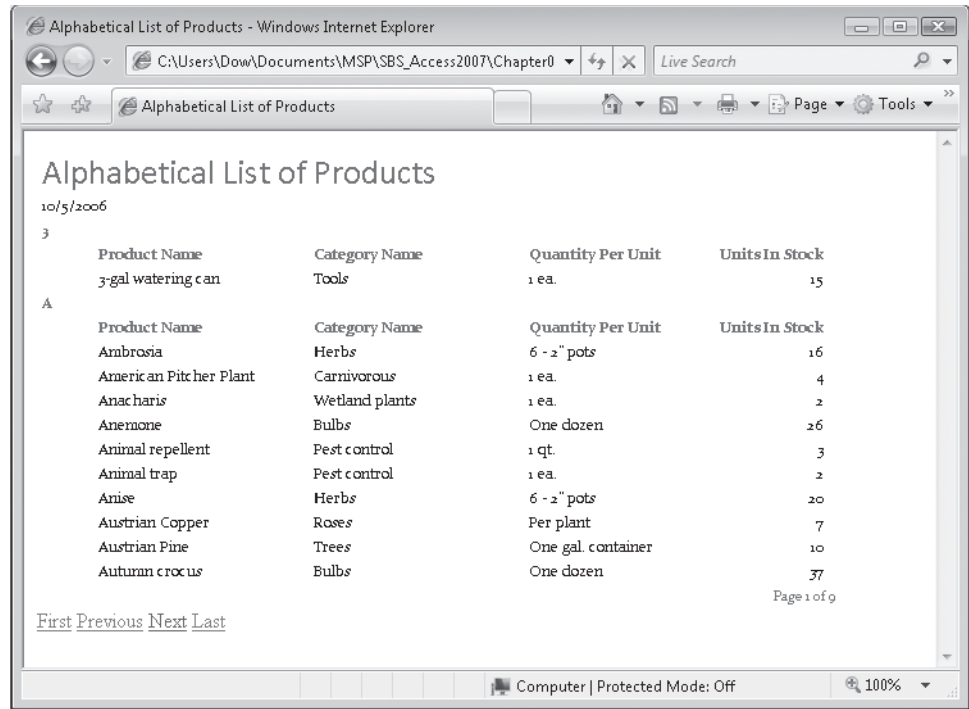 Alphabetical List of Products - Windows Internet Explorer
C:\Users\Dow\Documents\MSP\SBS_Access2007\Chapter0
Live Search
Alphabetical List of Products
Page
Tools
Alphabetical List of Products
10/5/2006
3
Product Name Category Name Quantity Per Unit Units In Stock
3-gal watering can Tools 1 ea. 15
A
Product Name Category Name Quantity Per Unit Units In Stock
Ambrosia Herbs 6 - 2" pots 16
American Pitcher Plant Carnivorous 1 ea. 4
Anacharis Wetland plants 1 ea. 2
Anemone Bulbs One dozen 26
Animal repellent Pest control 1 qt. 3
Animal trap Pest control 1 ea. 2
Anise Herbs 6 - 2" pots 20
Austrian Copper Roses Per plant 7
Austrian Pine Trees One gal. container 10
Autumn crocus Bulbs One dozen 37
Page 1 of 9
First Previous Next Last
Computer | Protected Mode: Off
100%